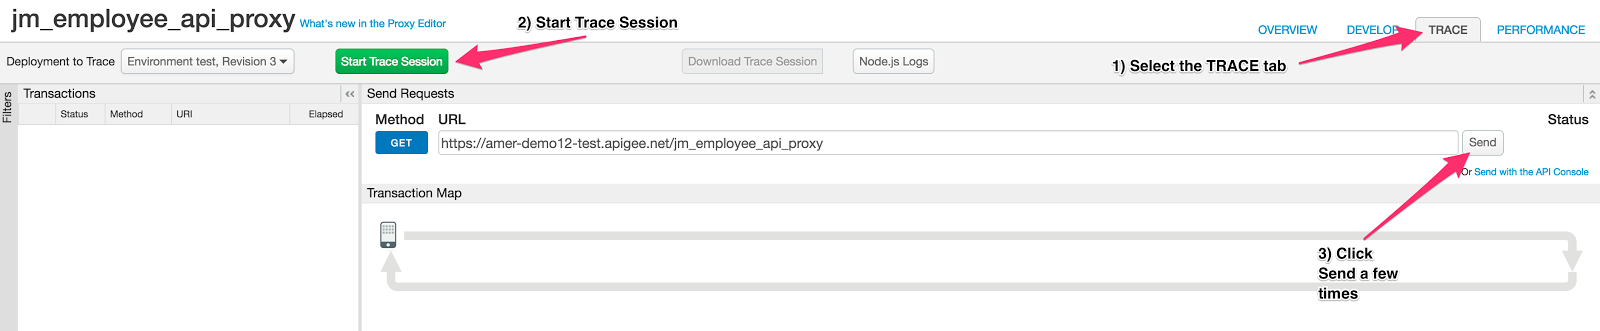 jm_employee_api_proxy What's new in the Proxy Editor
2) Start Trace Session
OVERVIEW DEVELOP TRACE PERFORMANCE
Deployment to Trace Environment test, Revision 3 Start Trace Session Download Trace Session Node.js Logs
1) Select the TRACE tab
Filters
Transactions
Status Method URI Elapsed
Send Requests
Method URL Status
GET https://amer-demo12-test.apigee.net/jm_employee_api_proxy Send
Or Send with the API Console
Transaction Map
3) Click
Send a few
times